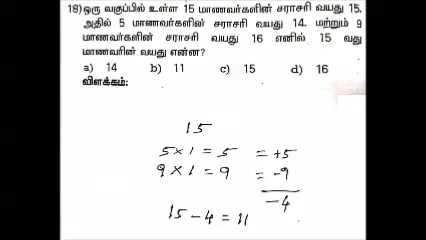 18)ஒரு வகுப்பில் உள்ள 15 மாணவர்களின் சராசரி வயது 15.
அதில் 5 மாணவர்களின் சராசரி வயது 14. மற்றும் 9
மாணவர்களின் சராசரி வயது 16 எனில் 15 வது
மாணவரின் வயது என்ன?
a) 14 b) 11 c) 15 d) 16
விளக்கம்:
15
5 × 1 = 5 = +5
9 × 1 = 9 = -9
-4
15 - 4 = 11